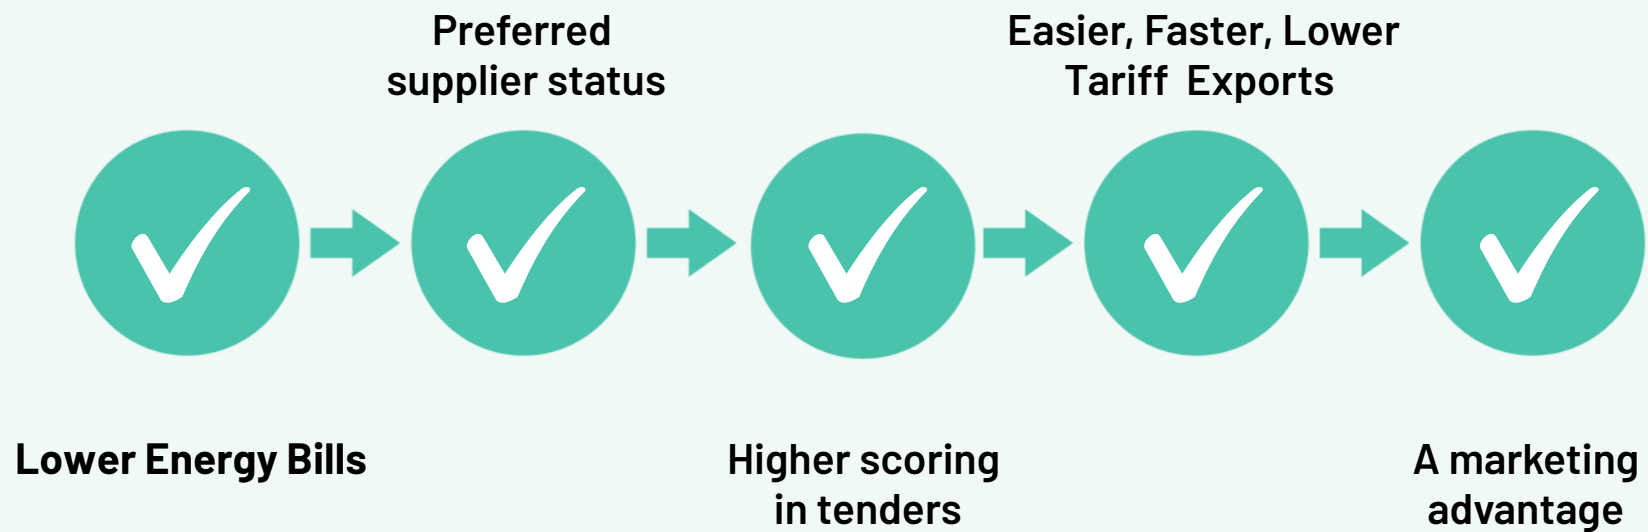 Preferred
supplier status
Easier, Faster, Lower
Tariff  Exports
Lower Energy Bills
Higher scoring
in tenders
A marketing
advantage